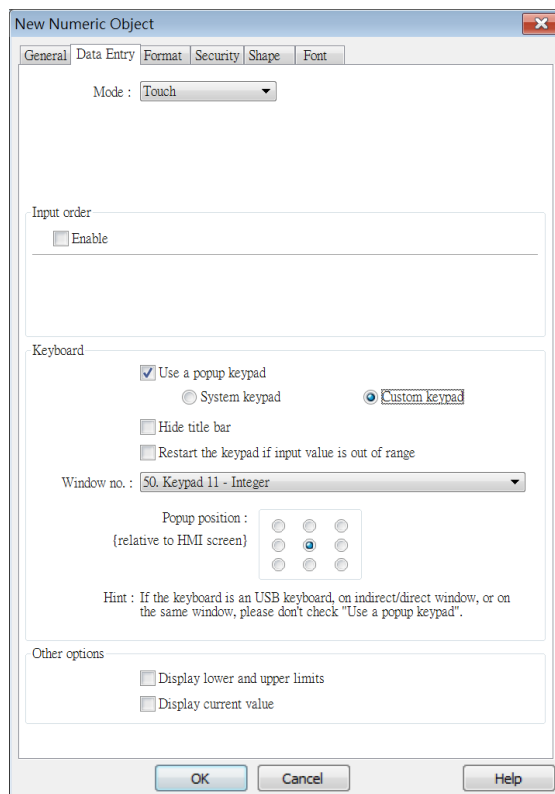 New Numeric Object
General Data Entry Format Security Shape Font
Mode : Touch
Input order
Enable
Keyboard
Use a popup keypad
System keypad Custom keypad
Hide title bar
Restart the keypad if input value is out of range
Window no. : 50. Keypad 11 - Integer
Popup position :
{relative to HMI screen}
Hint : If the keyboard is an USB keyboard, on indirect/direct window, or on
the same window, please don't check "Use a popup keypad".
Other options
Display lower and upper limits
Display current value
OK Cancel Help